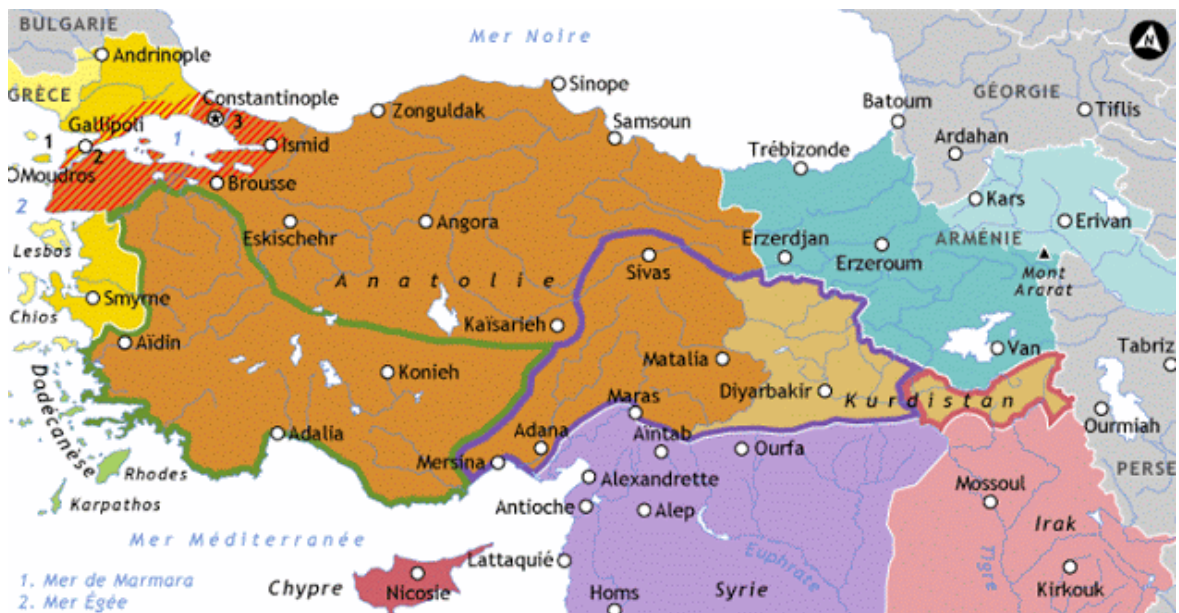 BULGARIE
Andrinople
Mer Noire
N
Sinope
GÉORGIE
GRÈCE
Constantinople
3
Zonguldak
Batoum
Tiflis
Gallipoli
1
2
1
Ismid
Samsoun
Ardahan
Trébizonde
Moudros
Brousse
2
Kars
Erivan
Eskischehr
Angora
ARMÉNIE
Lesbos
Sivas
Erzerdjan
Erzeroum
Mont
Ararat
Anatolie
Smyrne
Chios
Kaïsarieh
Aïdin
Matalia
Van
Tabriz
Konieh
Diyarbakir
Kurdistan
Dodécanèse
Maras
Ourmiah
Adalia
Adana
Aïntab
Ourfa
Mersina
PERSE
Rhodes
Karpathos
Alexandrette
Mossoul
Antioche
Alep
Irak
Mer Méditerranée
Euphrate
Tigre
Lattaquié
Kirkouk
1. Mer de Marmara
2. Mer Égée
Chypre
Nicosie
Homs
Syrie